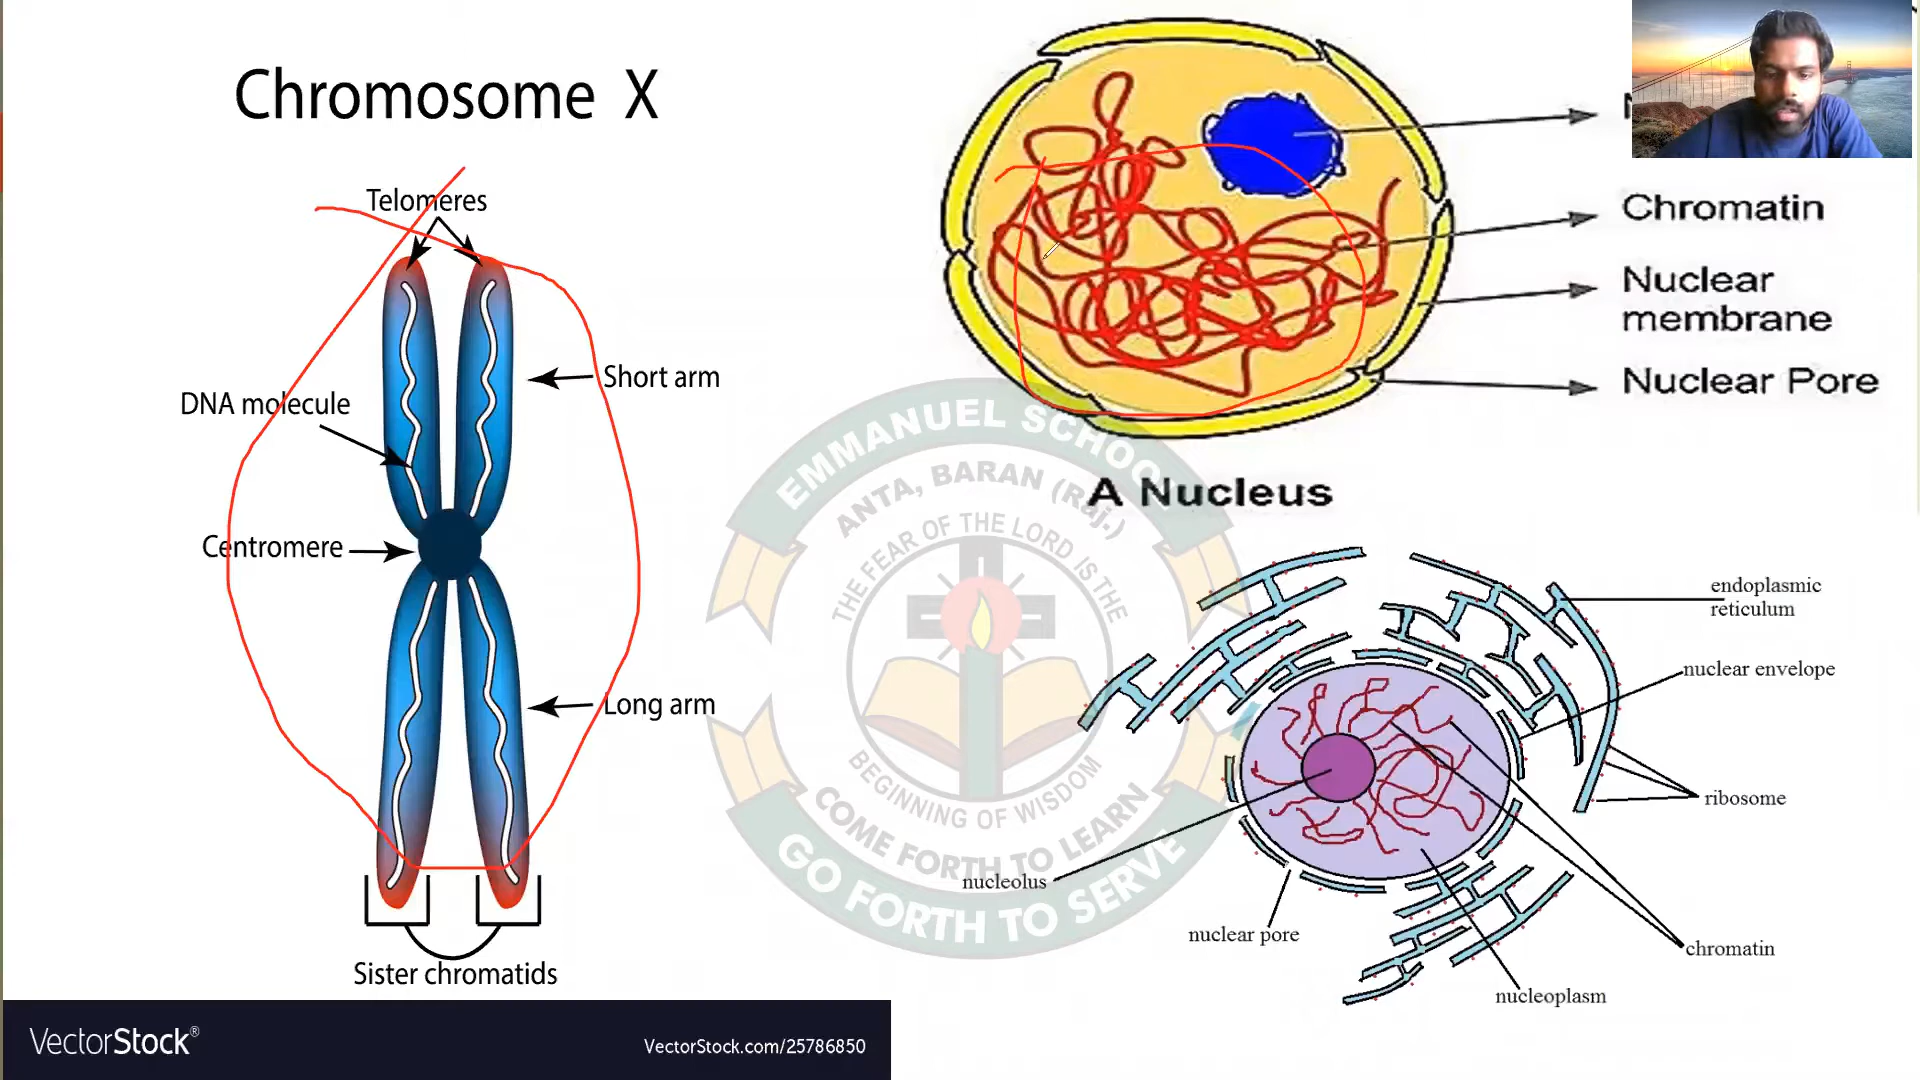 Chromosome X
Telomeres
Short arm
DNA molecule
Centromere
Long arm
Sister chromatids
VectorStock®
VectorStock.com/25786850
Chromatin
Nuclear
membrane
Nuclear Pore
A Nucleus
EMMANUEL SCHOOL
ANTA, BARAN (Raj.)
THE FEAR OF THE LORD IS THE
BEGINNING OF WISDOM
COME FORTH TO LEARN
GO FORTH TO SERVE
endoplasmic
reticulum
nuclear envelope
ribosome
nucleolus
nuclear pore
chromatin
nucleoplasm